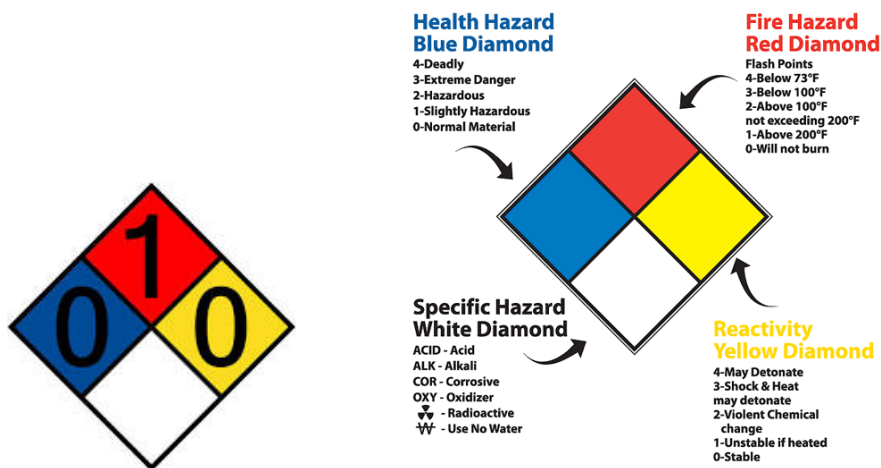 1
0 0
Health Hazard
Blue Diamond
4-Deadly
3-Extreme Danger
2-Hazardous
1-Slightly Hazardous
0-Normal Material
Fire Hazard
Red Diamond
Flash Points
4-Below 73°F
3-Below 100°F
2-Above 100°F
not exceeding 200°F
1-Above 200°F
0-Will not burn
Specific Hazard
White Diamond
ACID - Acid
ALK - Alkali
COR - Corrosive
OXY - Oxidizer
- Radioactive
W - Use No Water
Reactivity
Yellow Diamond
4-May Detonate
3-Shock & Heat
may detonate
2-Violent Chemical
change
1-Unstable if heated
0-Stable